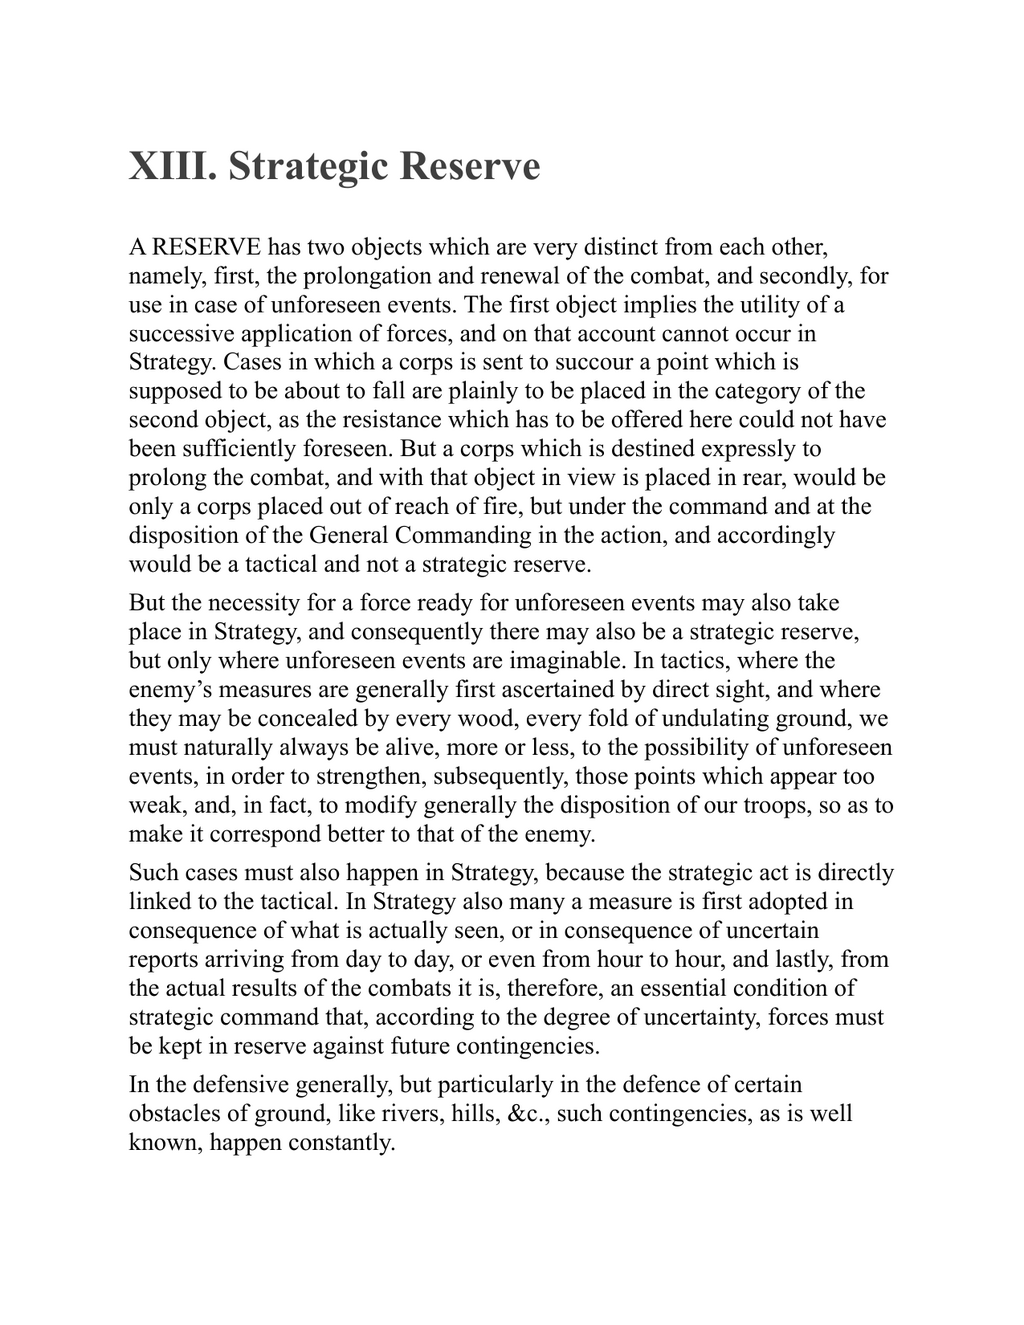 XIII. Strategic Reserve
A RESERVE has two objects which are very distinct from each other,
namely, first, the prolongation and renewal of the combat, and secondly, for
use in case of unforeseen events. The first object implies the utility of a
successive application of forces, and on that account cannot occur in
Strategy. Cases in which a corps is sent to succour a point which is
supposed to be about to fall are plainly to be placed in the category of the
second object, as the resistance which has to be offered here could not have
been sufficiently foreseen. But a corps which is destined expressly to
prolong the combat, and with that object in view is placed in rear, would be
only a corps placed out of reach of fire, but under the command and at the
disposition of the General Commanding in the action, and accordingly
would be a tactical and not a strategic reserve.
But the necessity for a force ready for unforeseen events may also take
place in Strategy, and consequently there may also be a strategic reserve,
but only where unforeseen events are imaginable. In tactics, where the
enemy’s measures are generally first ascertained by direct sight, and where
they may be concealed by every wood, every fold of undulating ground, we
must naturally always be alive, more or less, to the possibility of unforeseen
events, in order to strengthen, subsequently, those points which appear too
weak, and, in fact, to modify generally the disposition of our troops, so as to
make it correspond better to that of the enemy.
Such cases must also happen in Strategy, because the strategic act is directly
linked to the tactical. In Strategy also many a measure is first adopted in
consequence of what is actually seen, or in consequence of uncertain
reports arriving from day to day, or even from hour to hour, and lastly, from
the actual results of the combats it is, therefore, an essential condition of
strategic command that, according to the degree of uncertainty, forces must
be kept in reserve against future contingencies.
In the defensive generally, but particularly in the defence of certain
obstacles of ground, like rivers, hills, &c., such contingencies, as is well
known, happen constantly.